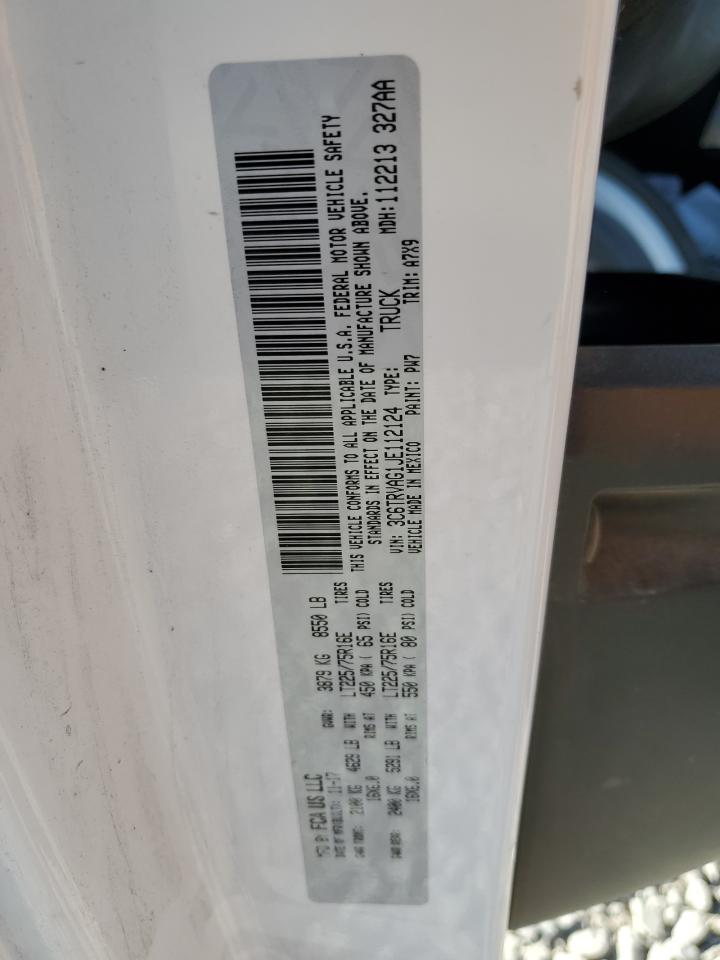 MFD BY FCA US LLC
DATE OF MFR 11-17 GVWR: 3879 KG 8550 LB
GAWR FRONT: 2100 KG 4629 LB WITH LT225/75R16E TIRES
16X6.0 RIMS AT 450 KPA ( 65 PSI) COLD
GAWR REAR: 2400 KG 5291 LB WITH LT225/75R16E TIRES
16X6.0 RIMS AT 550 KPA ( 80 PSI) COLD
THIS VEHICLE CONFORMS TO ALL APPLICABLE U.S.A. FEDERAL MOTOR VEHICLE SAFETY
STANDARDS IN EFFECT ON THE DATE OF MANUFACTURE SHOWN ABOVE.
VIN: 3C6TRVAG1JE112124 TYPE: TRUCK MDH:112213 327AA
VEHICLE MADE IN MEXICO PAINT: PW7 TRIM: A7X9